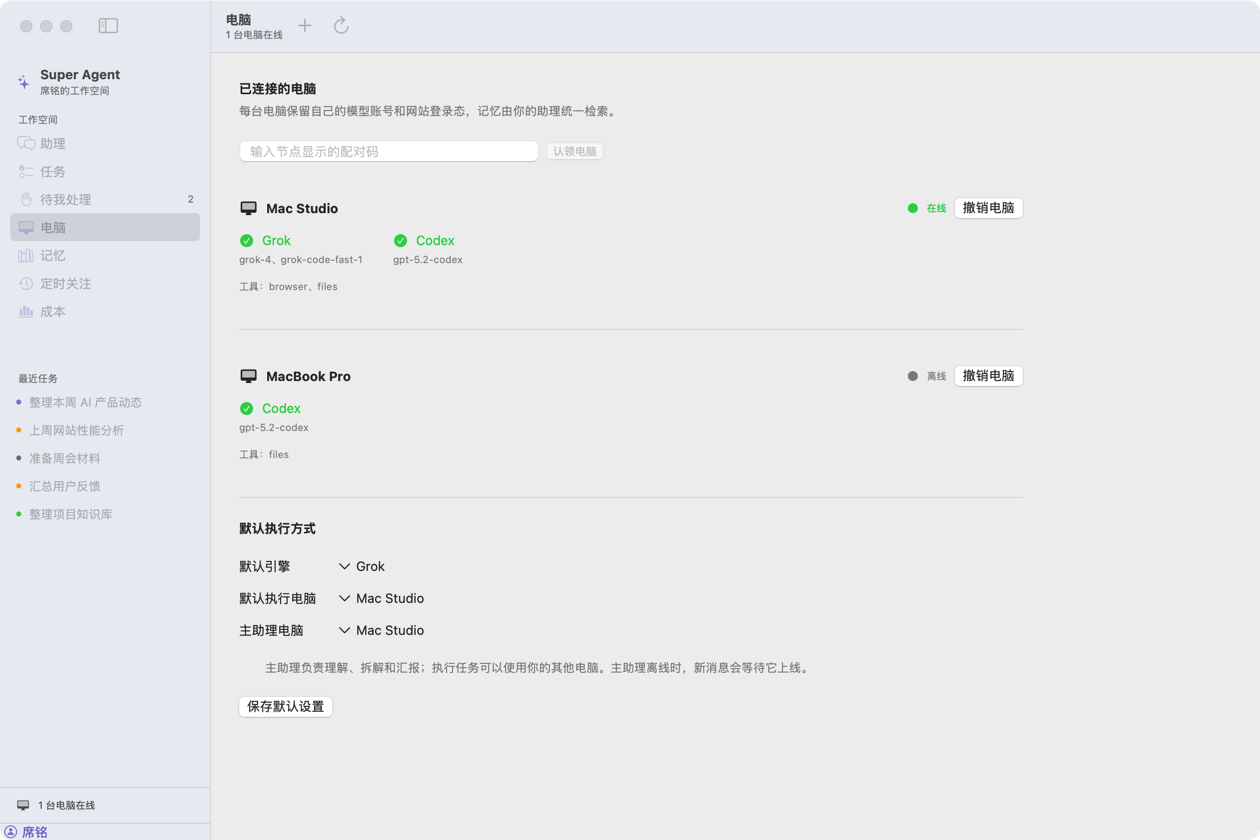 电脑
1 台电脑在线
Super Agent
席铭的工作空间
工作空间
助理
任务
待我处理 2
电脑
记忆
定时关注
成本
最近任务
整理本周 AI 产品动态
上周网站性能分析
准备周会材料
汇总用户反馈
整理项目知识库
1 台电脑在线
席铭
已连接的电脑
每台电脑保留自己的模型账号和网站登录态，记忆由你的助理统一检索。
输入节点显示的配对码 认领电脑
Mac Studio 在线 撤销电脑
Grok Codex
grok-4、grok-code-fast-1 gpt-5.2-codex
工具：browser、files
MacBook Pro 离线 撤销电脑
Codex
gpt-5.2-codex
工具：files
默认执行方式
默认引擎 Grok
默认执行电脑 Mac Studio
主助理电脑 Mac Studio
主助理负责理解、拆解和汇报；执行任务可以使用你的其他电脑。主助理离线时，新消息会等待它上线。
保存默认设置